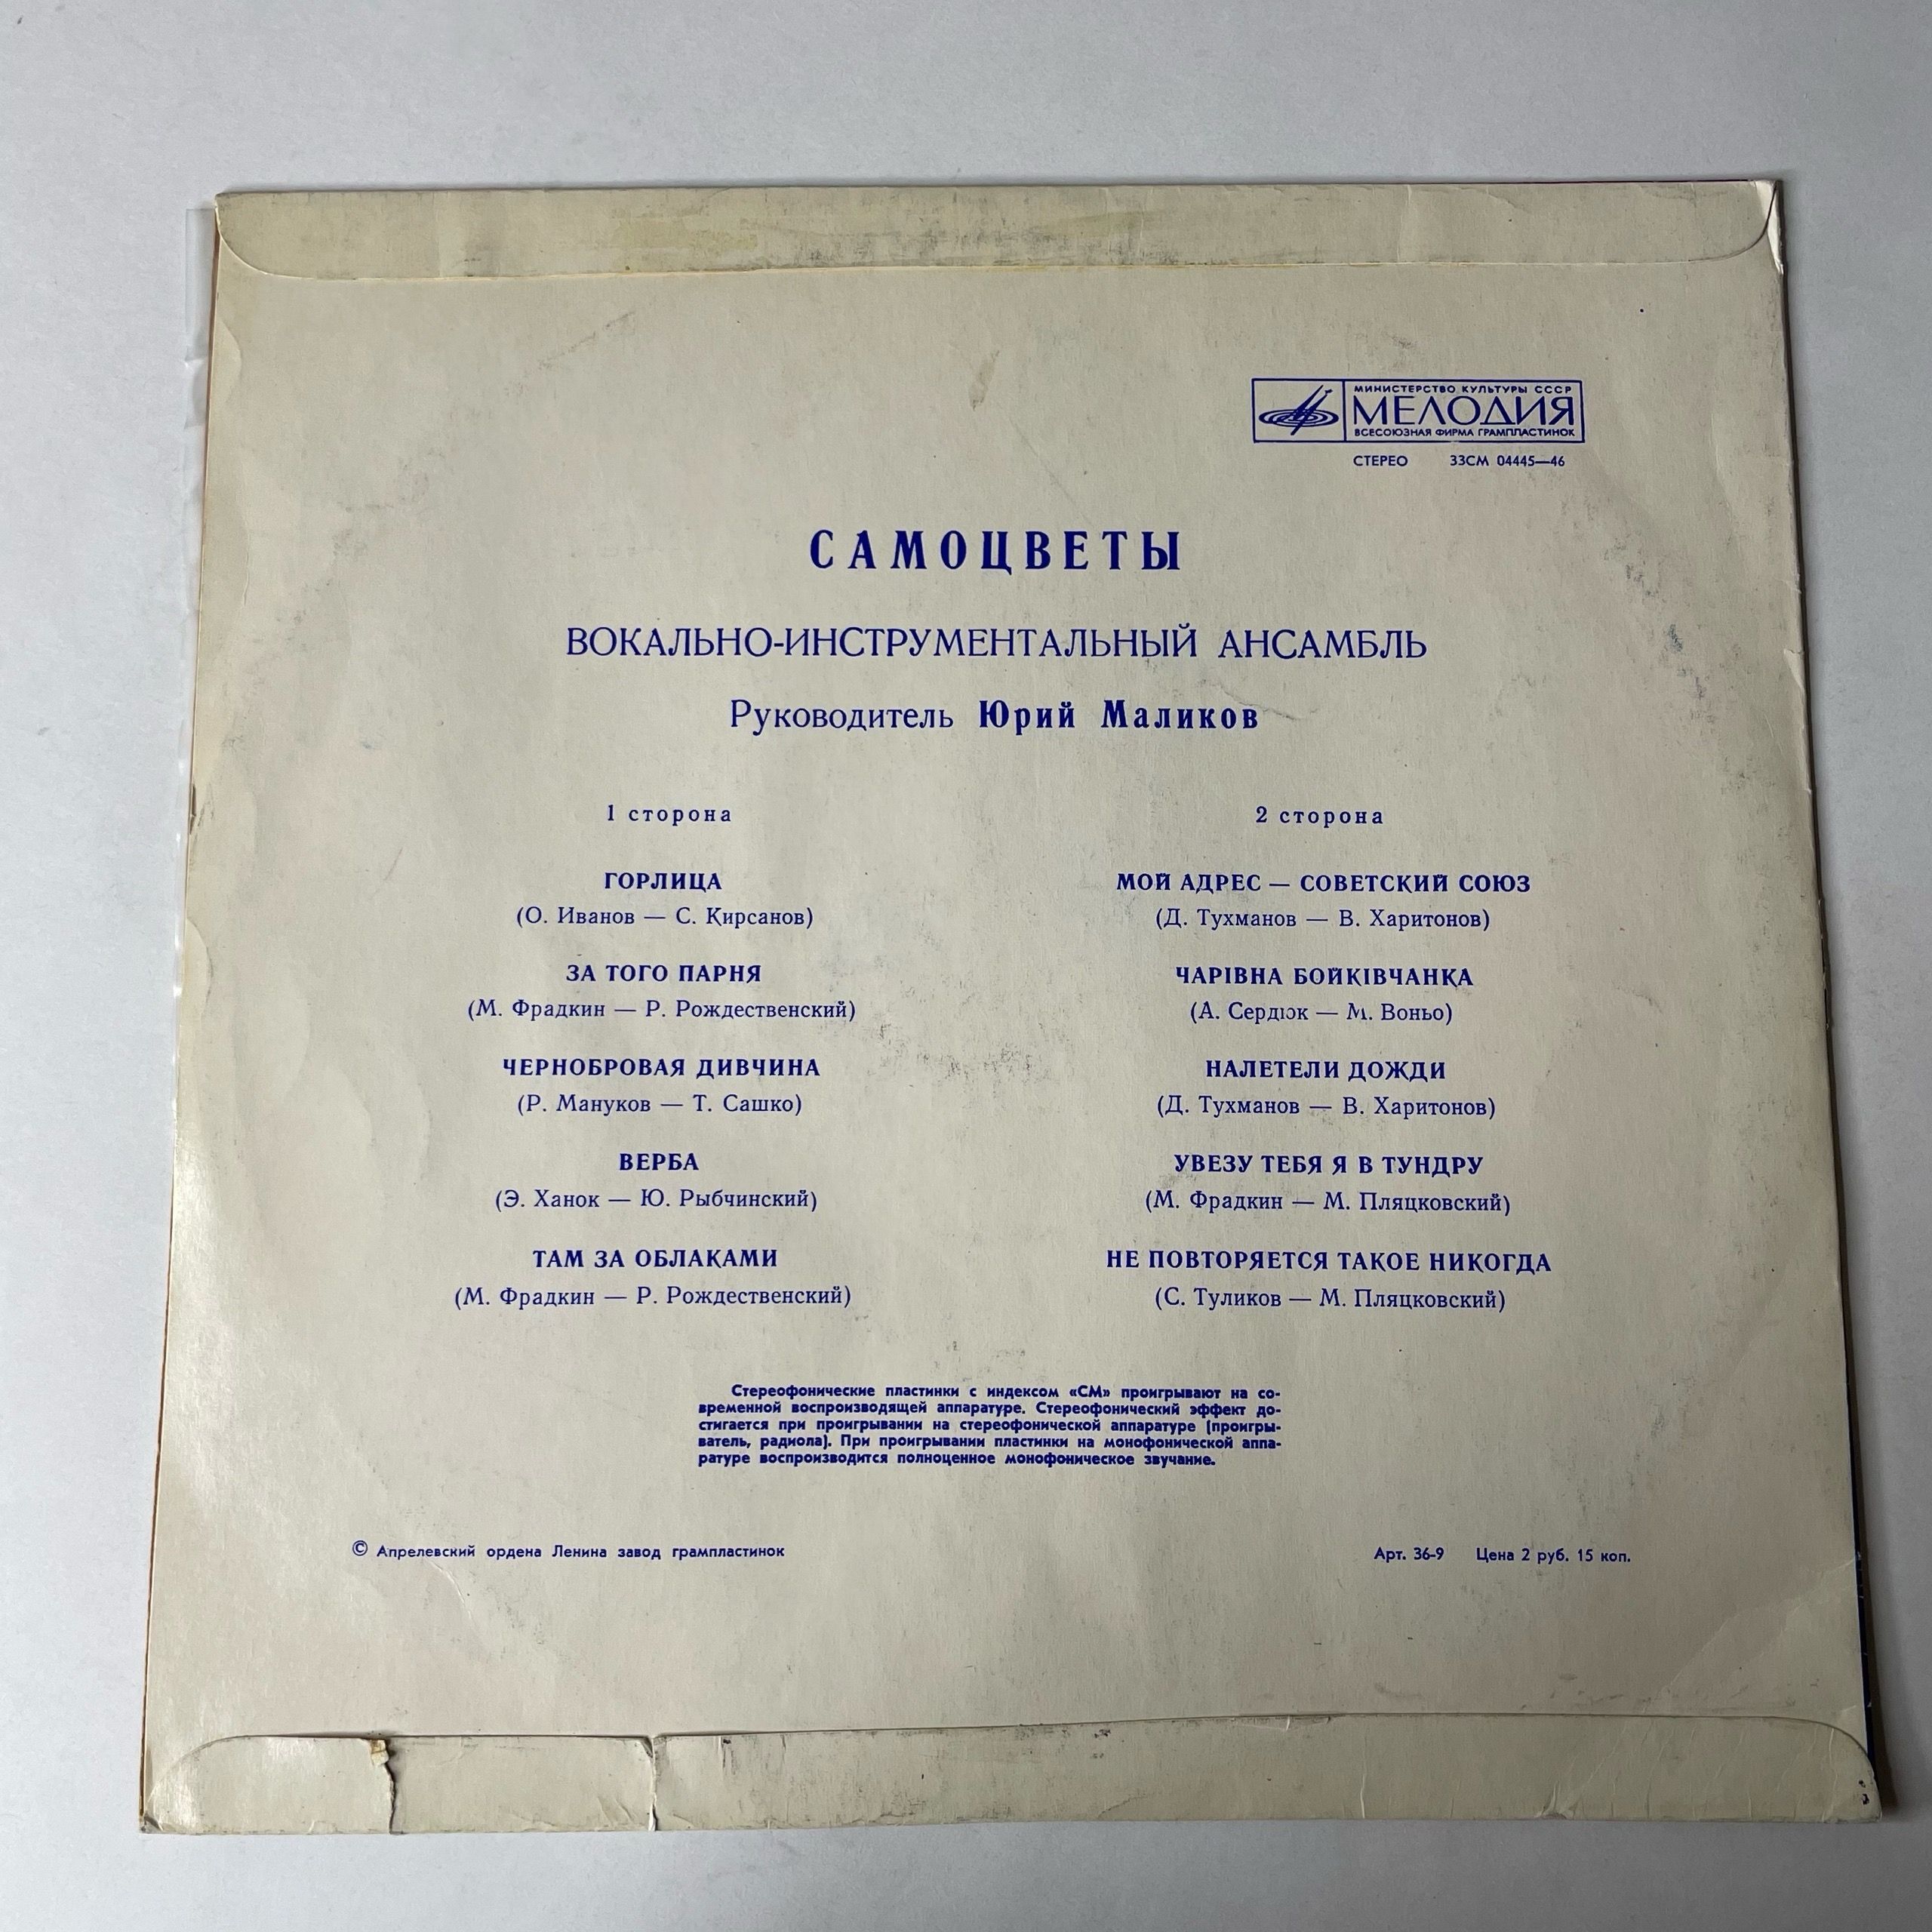 МИНИСТЕРСТВО КУЛЬТУРЫ СССР
МЕЛОДИЯ
ВСЕСОЮЗНАЯ ФИРМА ГРАМПЛАСТИНОК
СТЕРЕО 33СМ 04445—46
САМОЦВЕТЫ
ВОКАЛЬНО-ИНСТРУМЕНТАЛЬНЫЙ АНСАМБЛЬ
Руководитель Юрий Маликов
1 сторона
ГОРЛИЦА
(О. Иванов — С. Кирсанов)
ЗА ТОГО ПАРНЯ
(М. Фрадкин — Р. Рождественский)
ЧЕРНОБРОВАЯ ДИВЧИНА
(Р. Мануков — Т. Сашко)
ВЕРБА
(Э. Ханок — Ю. Рыбчинский)
ТАМ ЗА ОБЛАКАМИ
(М. Фрадкин — Р. Рождественский)
2 сторона
МОЙ АДРЕС — СОВЕТСКИЙ СОЮЗ
(Д. Тухманов — В. Харитонов)
ЧАРІВНА БОЙКІВЧАНКА
(А. Сердюк — М. Воньо)
НАЛЕТЕЛИ ДОЖДИ
(Д. Тухманов — В. Харитонов)
УВЕЗУ ТЕБЯ Я В ТУНДРУ
(М. Фрадкин — М. Пляцковский)
НЕ ПОВТОРЯЕТСЯ ТАКОЕ НИКОГДА
(С. Туликов — М. Пляцковский)
Стереофонические пластинки с индексом «СМ» проигрывают на со-
временной воспроизводящей аппаратуре. Стереофонический эффект до-
стигается при проигрывании на стереофонической аппаратуре (проигры-
ватель, радиола). При проигрывании пластинки на монофонической аппа-
ратуре воспроизводится полноценное монофоническое звучание.
© Апрелевский ордена Ленина завод грампластинок
Арт. 36-9 Цена 2 руб. 15 коп.